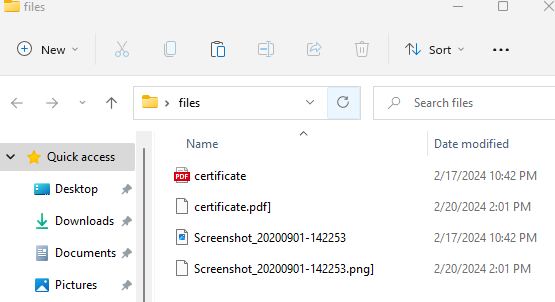 files
New
Sort
files
Search files
Name Date modified
Quick access
Desktop
Downloads
Documents
Pictures
PDF certificate 2/17/2024 10:42 PM
certificate.pdf] 2/20/2024 2:01 PM
Screenshot_20200901-142253 2/17/2024 10:42 PM
Screenshot_20200901-142253.png] 2/20/2024 2:01 PM